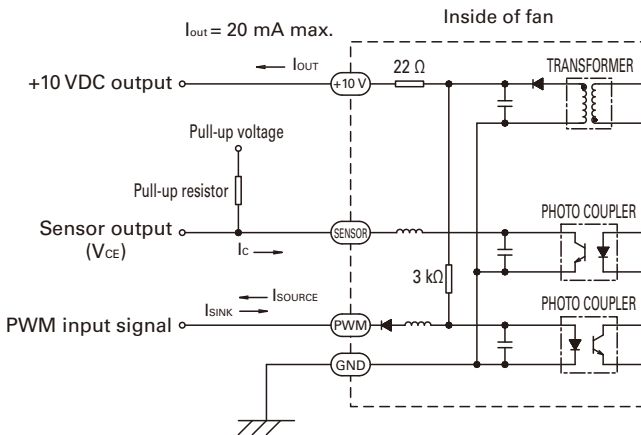 Inside of fan
Iout = 20 mA max.
IOUT
+10 VDC output
+10 V
22 Ω
TRANSFORMER
Pull-up voltage
Pull-up resistor
Sensor output
(VCE)
IC
SENSOR
PHOTO COUPLER
3 kΩ
ISOURCE
ISINK
PHOTO COUPLER
PWM input signal
PWM
GND